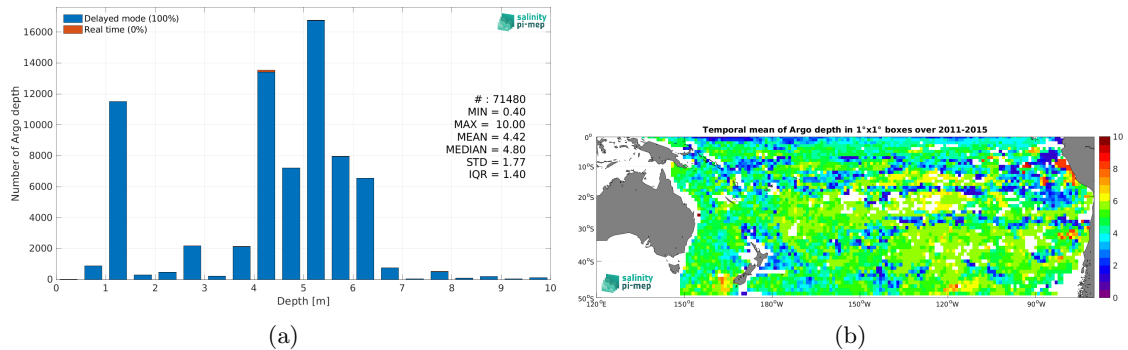 Delayed mode (100%)
Real time (0%)
salinity
pi-mep
16000
14000
12000
10000
8000
6000
4000
2000
0
Number of Argo depth
# : 71480
MIN = 0.40
MAX = 10.00
MEAN = 4.42
MEDIAN = 4.80
STD = 1.77
IQR = 1.40
0 1 2 3 4 5 6 7 8 9 10
Depth [m]
(a)
Temporal mean of Argo depth in 1°x1° boxes over 2011-2015
0°
10°S
20°S
30°S
40°S
50°S
120°E 150°E 180°W 150°W 120°W 90°W
10
8
6
4
2
0
salinity
pi-mep
(b)